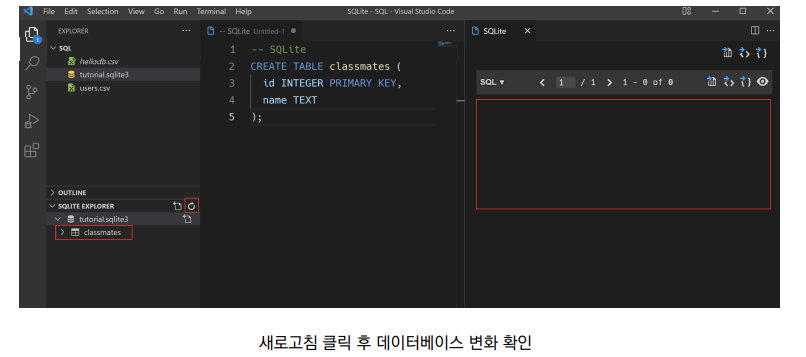 File Edit Selection View Go Run Terminal Help SQLite - SQL - Visual Studio Code
EXPLORER
SQL
hellodb.csv
tutorial.sqlite3
users.csv
OUTLINE
SQLITE EXPLORER
tutorial.sqlite3
classmates
-- SQLite Untitled-1
1 -- SQLite
2 CREATE TABLE classmates (
3 id INTEGER PRIMARY KEY,
4 name TEXT
5 );
SQLite
SQL 1 / 1 1 - 0 of 0
새로고침 클릭 후 데이터베이스 변화 확인